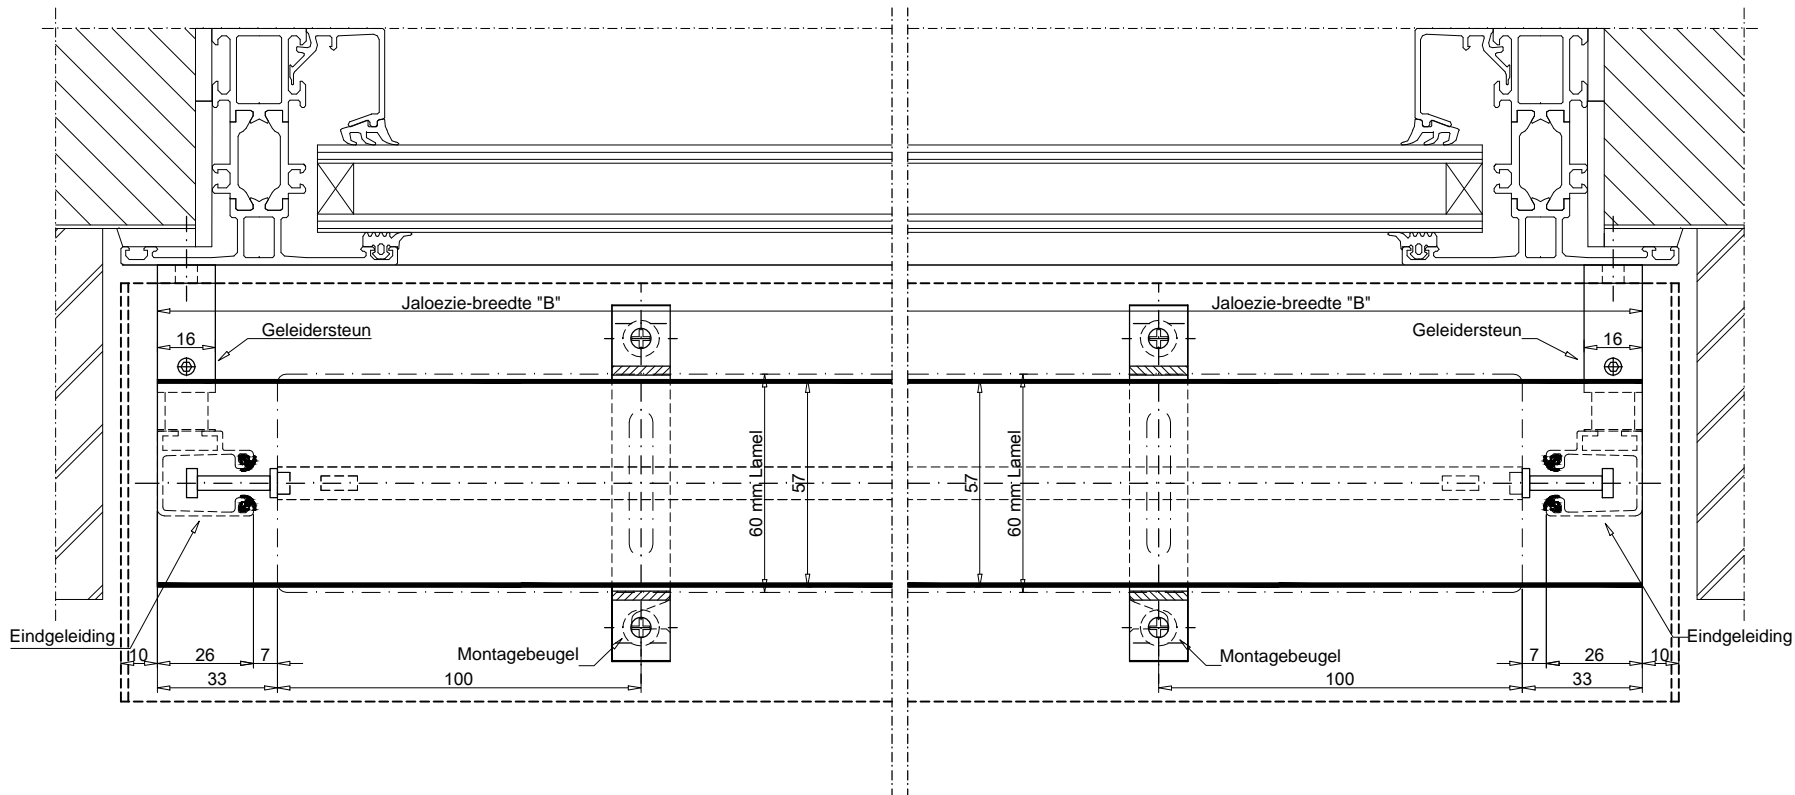 Jaloezie-breedte "B"
Jaloezie-breedte "B"
Geleidersteun
Geleidersteun
16
16
60 mm Lamel
57
57
60 mm Lamel
Eindgeleiding
Montagebeugel
Montagebeugel
Eindgeleiding
10
26
7
7
26
10
33
100
100
33